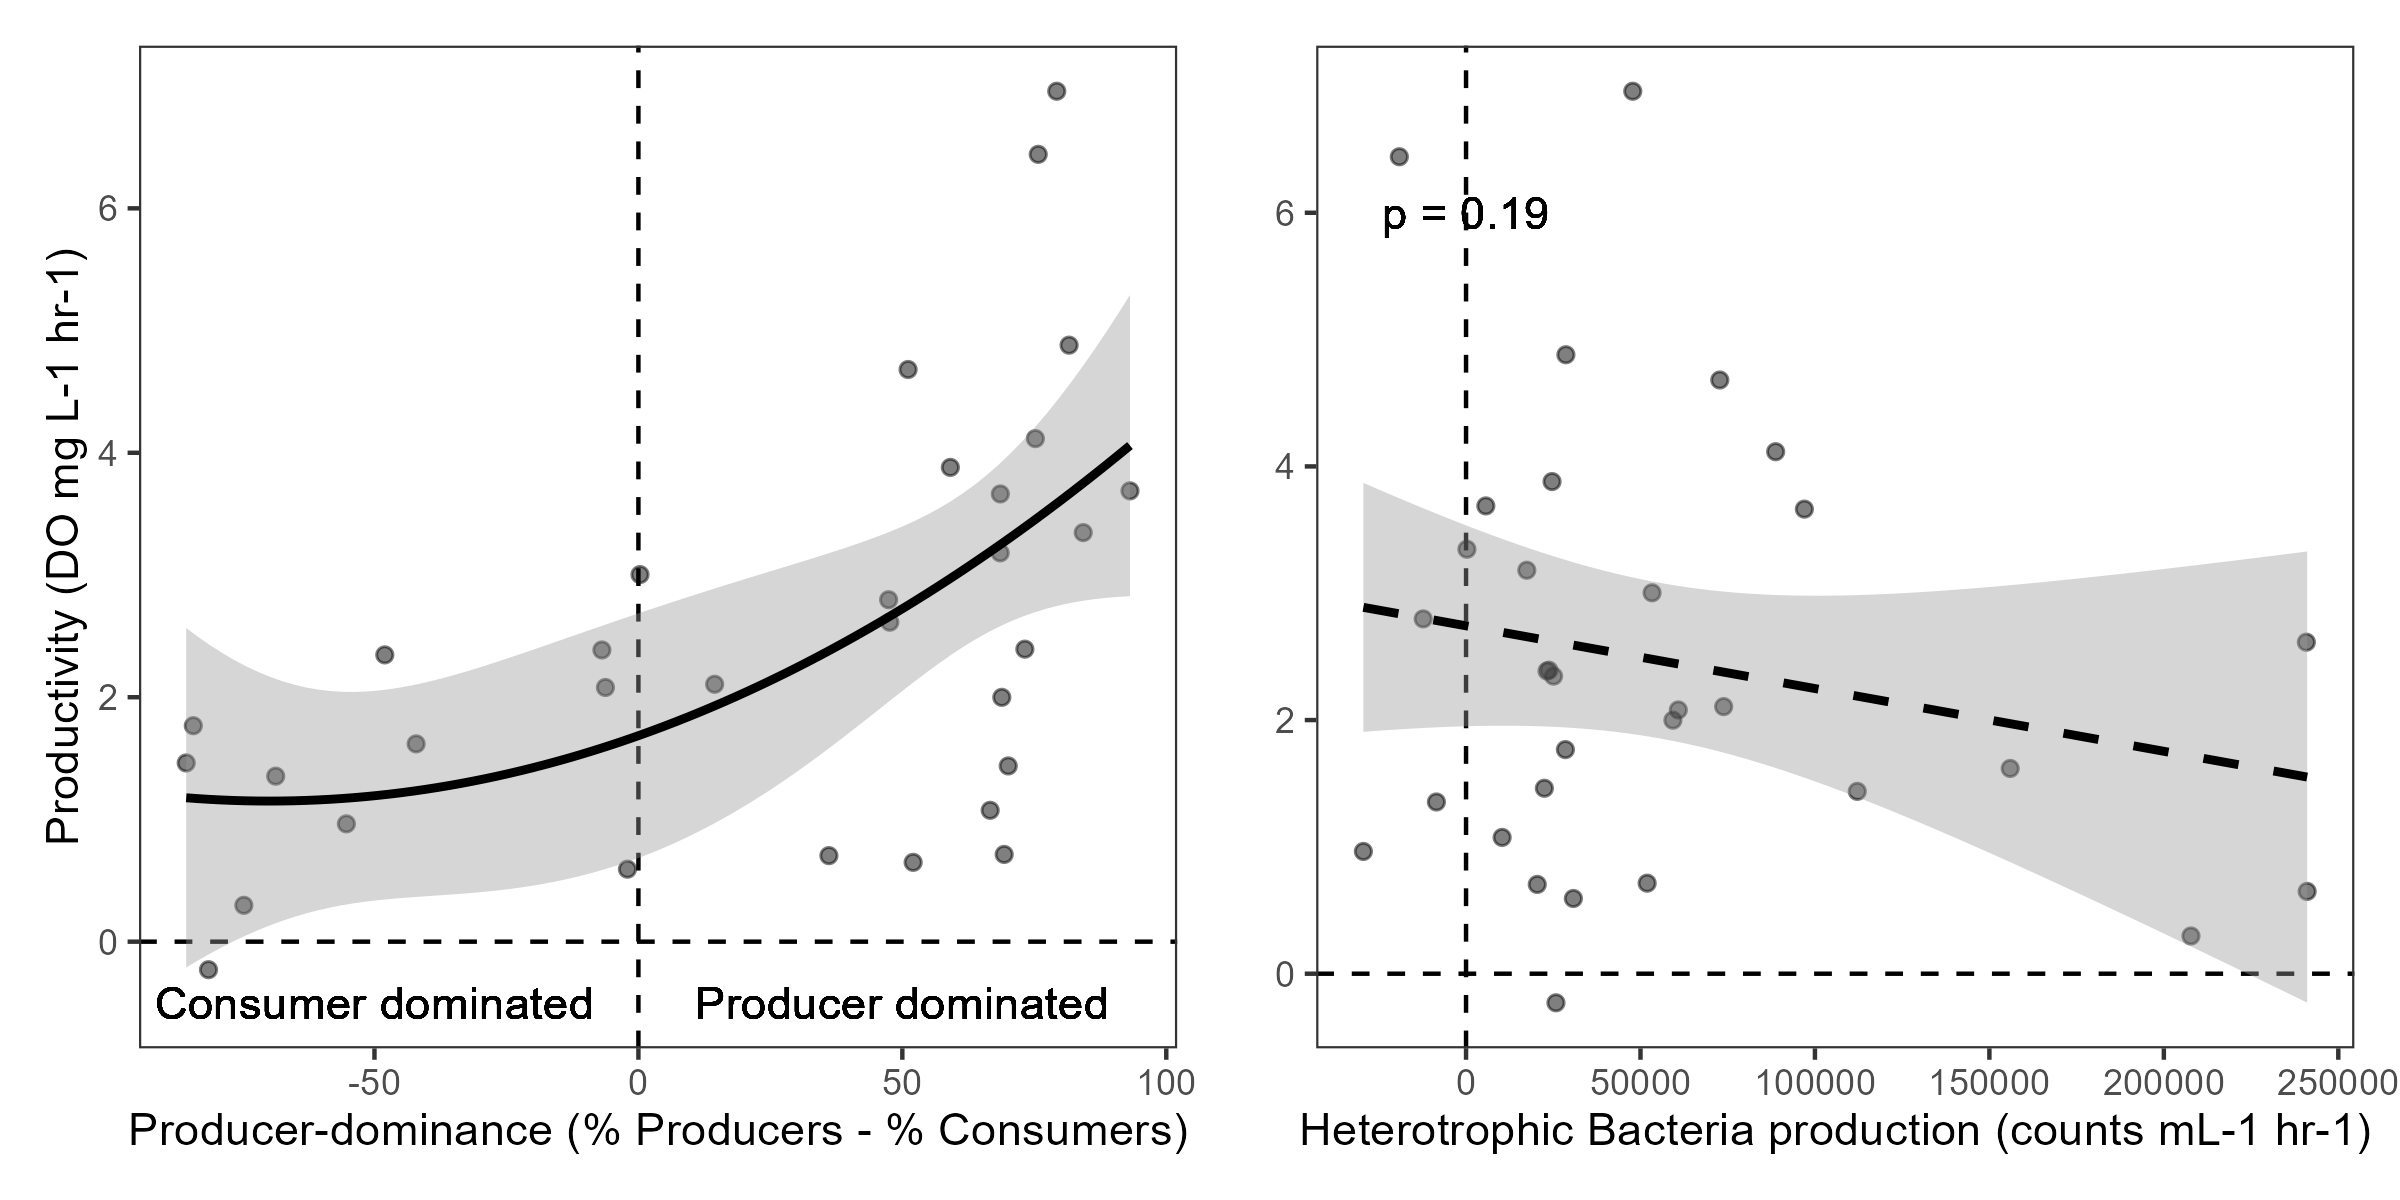 Productivity (DO mg L-1 hr-1)
6
4
2
0
Consumer dominated
Producer dominated
-50 0 50 100
Producer-dominance (% Producers - % Consumers)
p = 0.19
6
4
2
0
0 50000 100000 150000 200000 250000
Heterotrophic Bacteria production (counts mL-1 hr-1)